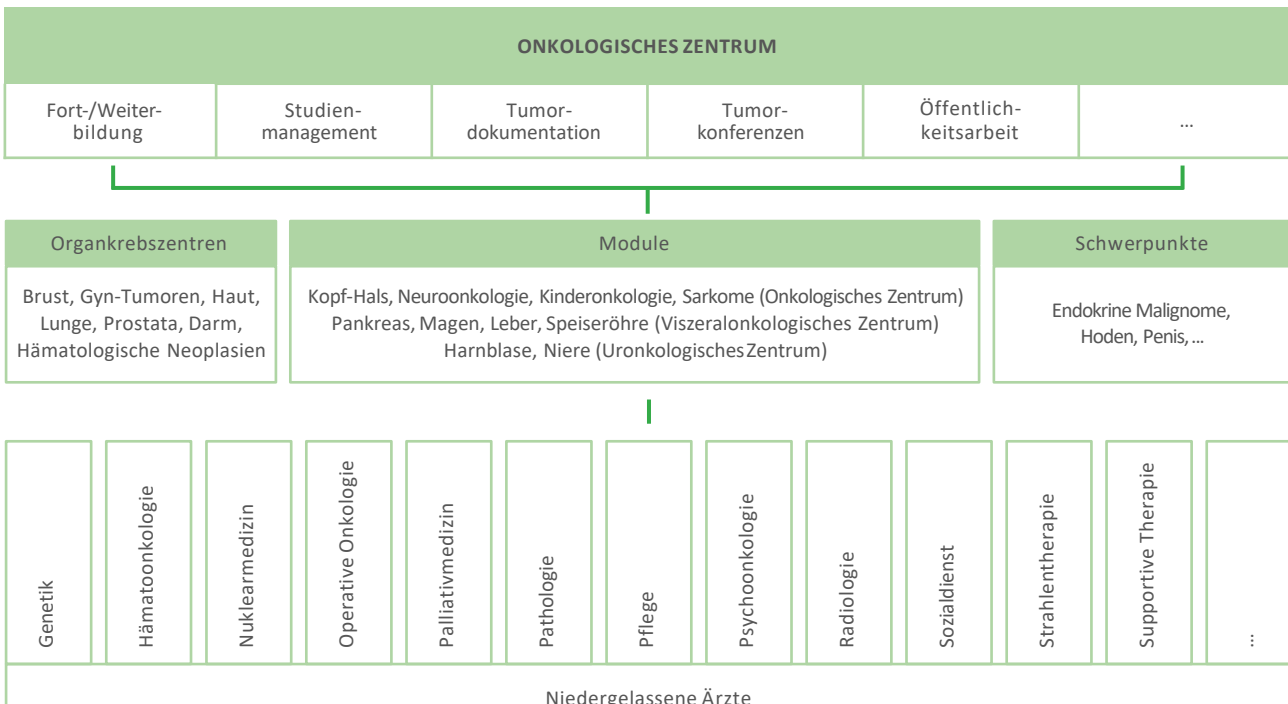 ONKOLOGISCHES ZENTRUM
Fort-/Weiter-
bildung
Studien-
management
Tumor-
dokumentation
Tumor-
konferenzen
Öffentlich-
keitsarbeit
...
Organkrebszentren
Brust, Gyn-Tumoren, Haut,
Lunge, Prostata, Darm,
Hämatologische Neoplasien
Module
Kopf-Hals, Neuroonkologie, Kinderonkologie, Sarkome (Onkologisches Zentrum)
Pankreas, Magen, Leber, Speiseröhre (Viszeralonkologisches Zentrum)
Harnblase, Niere (Uronkologisches Zentrum)
Schwerpunkte
Endokrine Malignome,
Hoden, Penis, ...
Genetik
Hämatoonkologie
Nuklearmedizin
Operative Onkologie
Palliativmedizin
Pathologie
Pflege
Psychoonkologie
Radiologie
Sozialdienst
Strahlentherapie
Supportive Therapie
...
Niedergelassene Ärzte